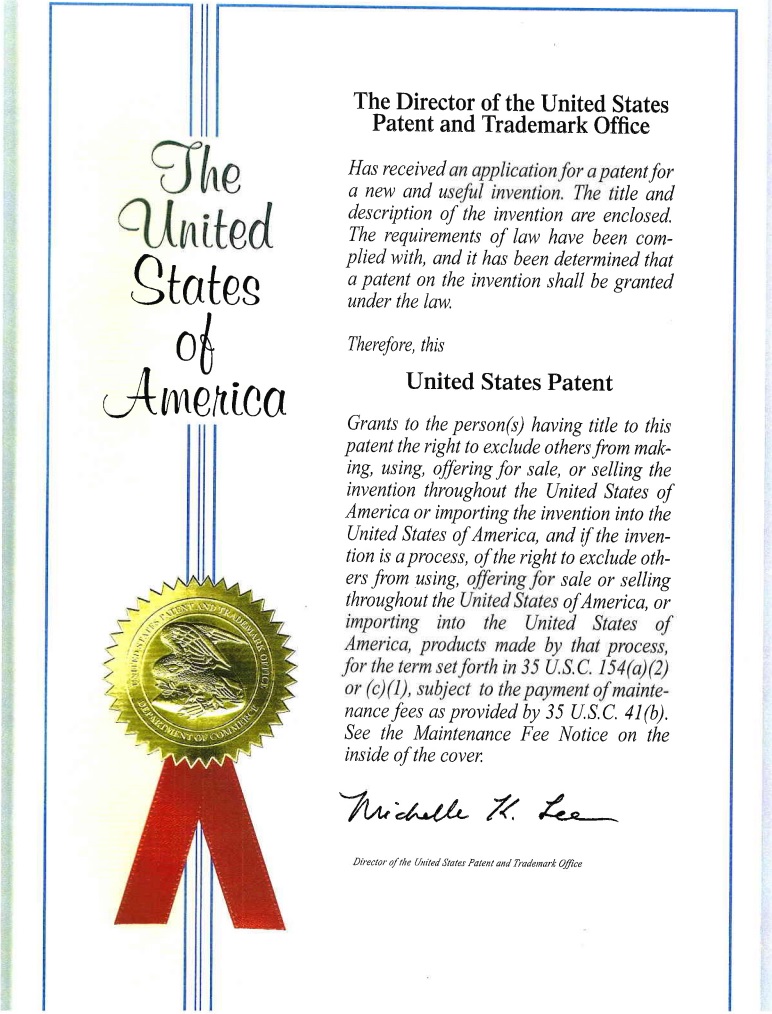 The
United
States
of
America
The Director of the United States
Patent and Trademark Office
Has received an application for a patent for
a new and useful invention. The title and
description of the invention are enclosed.
The requirements of law have been com-
plied with, and it has been determined that
a patent on the invention shall be granted
under the law.
Therefore, this
United States Patent
Grants to the person(s) having title to this
patent the right to exclude others from mak-
ing, using, offering for sale, or selling the
invention throughout the United States of
America or importing the invention into the
United States of America, and if the inven-
tion is a process, of the right to exclude oth-
ers from using, offering for sale or selling
throughout the United States of America, or
importing into the United States of
America, products made by that process,
for the term set forth in 35 U.S.C. 154(a)(2)
or (c)(1), subject to the payment of mainte-
nance fees as provided by 35 U.S.C. 41(b).
See the Maintenance Fee Notice on the
inside of the cover.
Michelle K. Lee
Director of the United States Patent and Trademark Office
UNITED STATES PATENT AND TRADEMARK OFFICE
DEPARTMENT OF COMMERCE